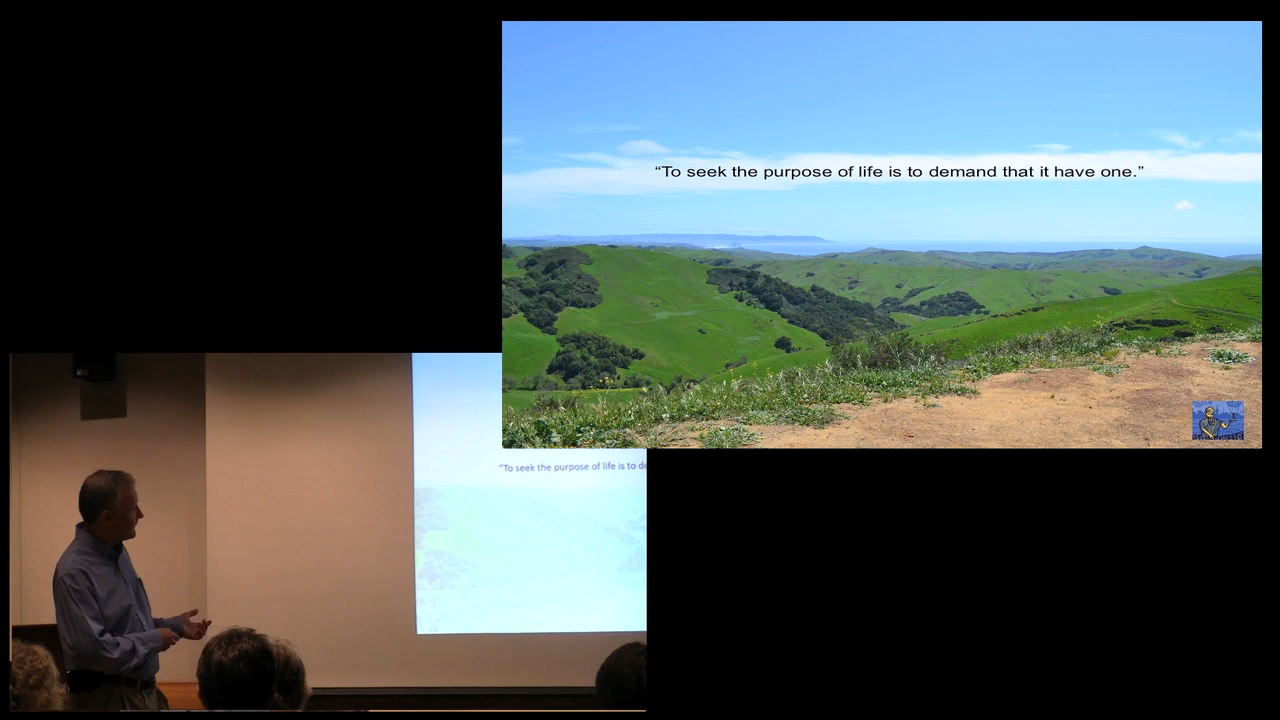 “To seek the purpose of life is to demand that it have one.”
“To seek the purpose of life is to de